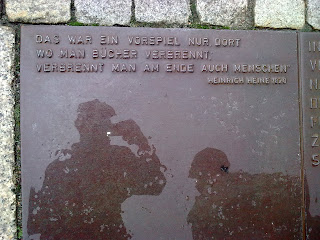 DAS WAR EIN VORSPIEL NUR, DORT
WO MAN BÜCHER VERBRENNT,
VERBRENNT MAN AM ENDE AUCH MENSCHEN"
HEINRICH HEINE 1820